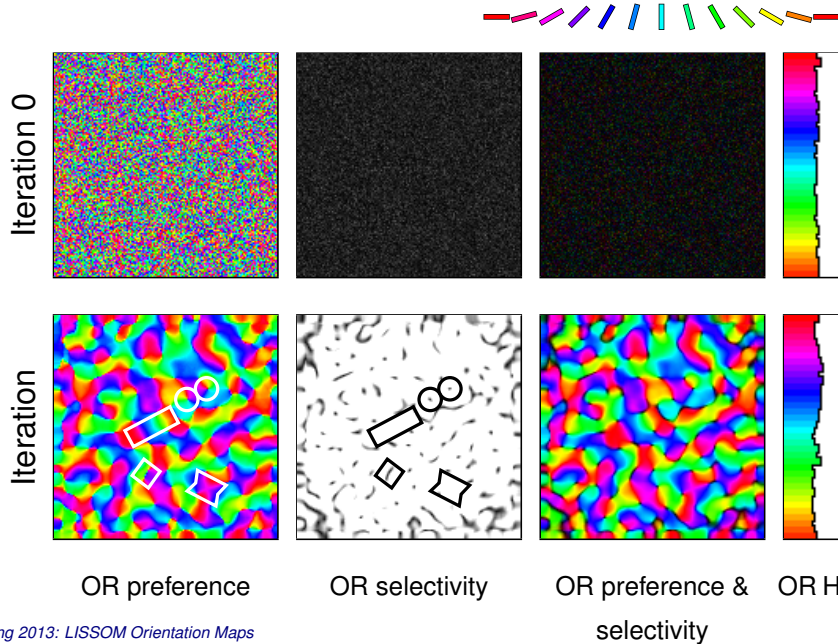 Iteration 0
Iteration
OR preference
OR selectivity
OR preference &
selectivity
OR H
ng 2013: LISSOM Orientation Maps